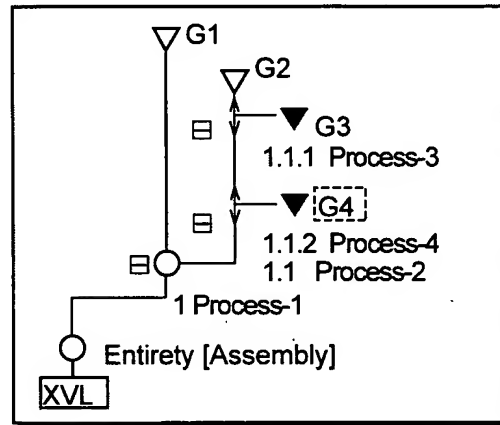 G1
G2
G3
1.1.1 Process-3
G4
1.1.2 Process-4
1.1 Process-2
1 Process-1
Entirety [Assembly]
XVL